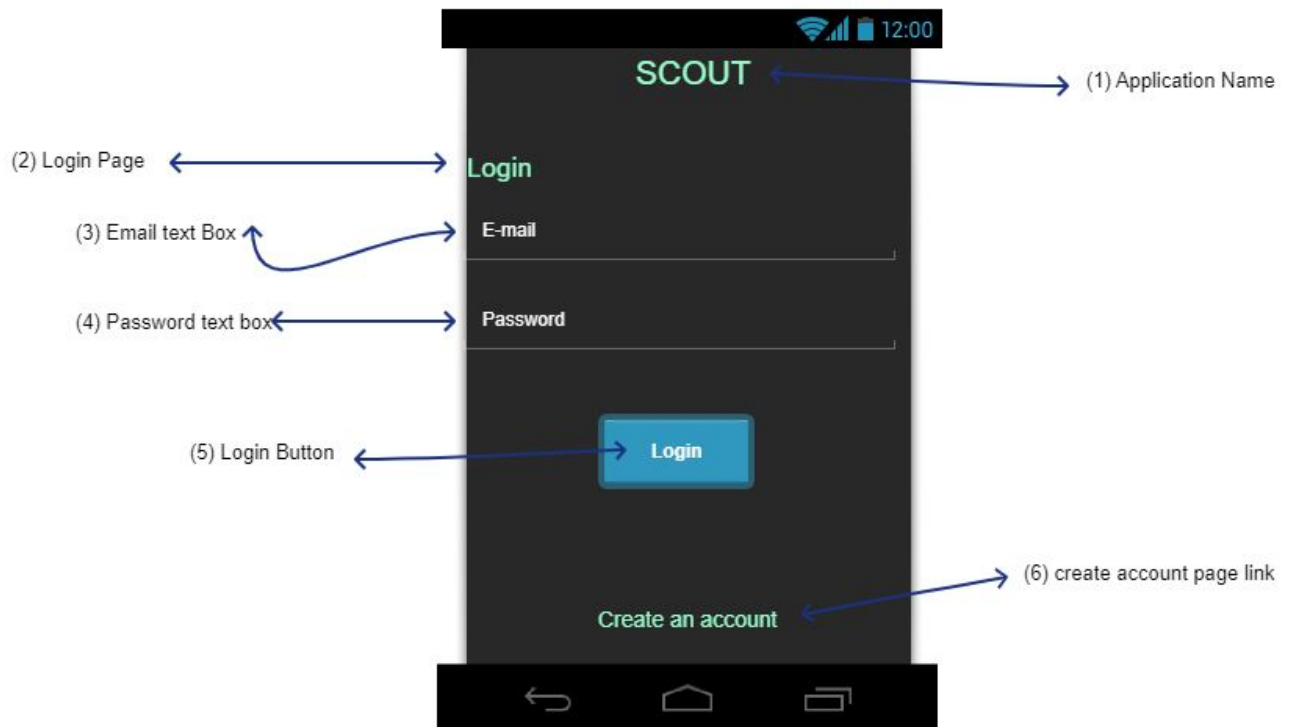 12:00
SCOUT
(1) Application Name
(2) Login Page
Login
(3) Email text Box
E-mail
(4) Password text box
Password
(5) Login Button
Login
(6) create account page link
Create an account